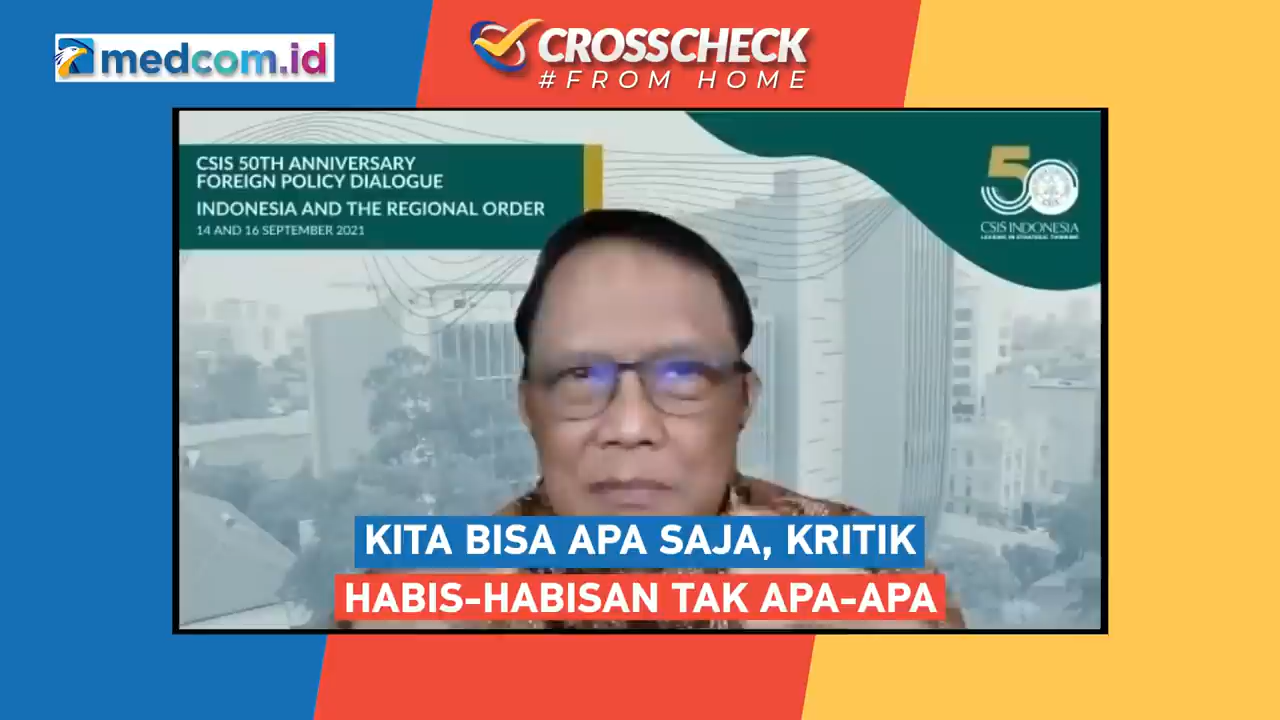 medcom.id
CROSSCHECK
#FROM HOME
CSIS 50TH ANNIVERSARY
FOREIGN POLICY DIALOGUE
INDONESIA AND THE REGIONAL ORDER
14 AND 16 SEPTEMBER 2021
50
CSIS INDONESIA
KITA BISA APA SAJA, KRITIK
HABIS-HABISAN TAK APA-APA